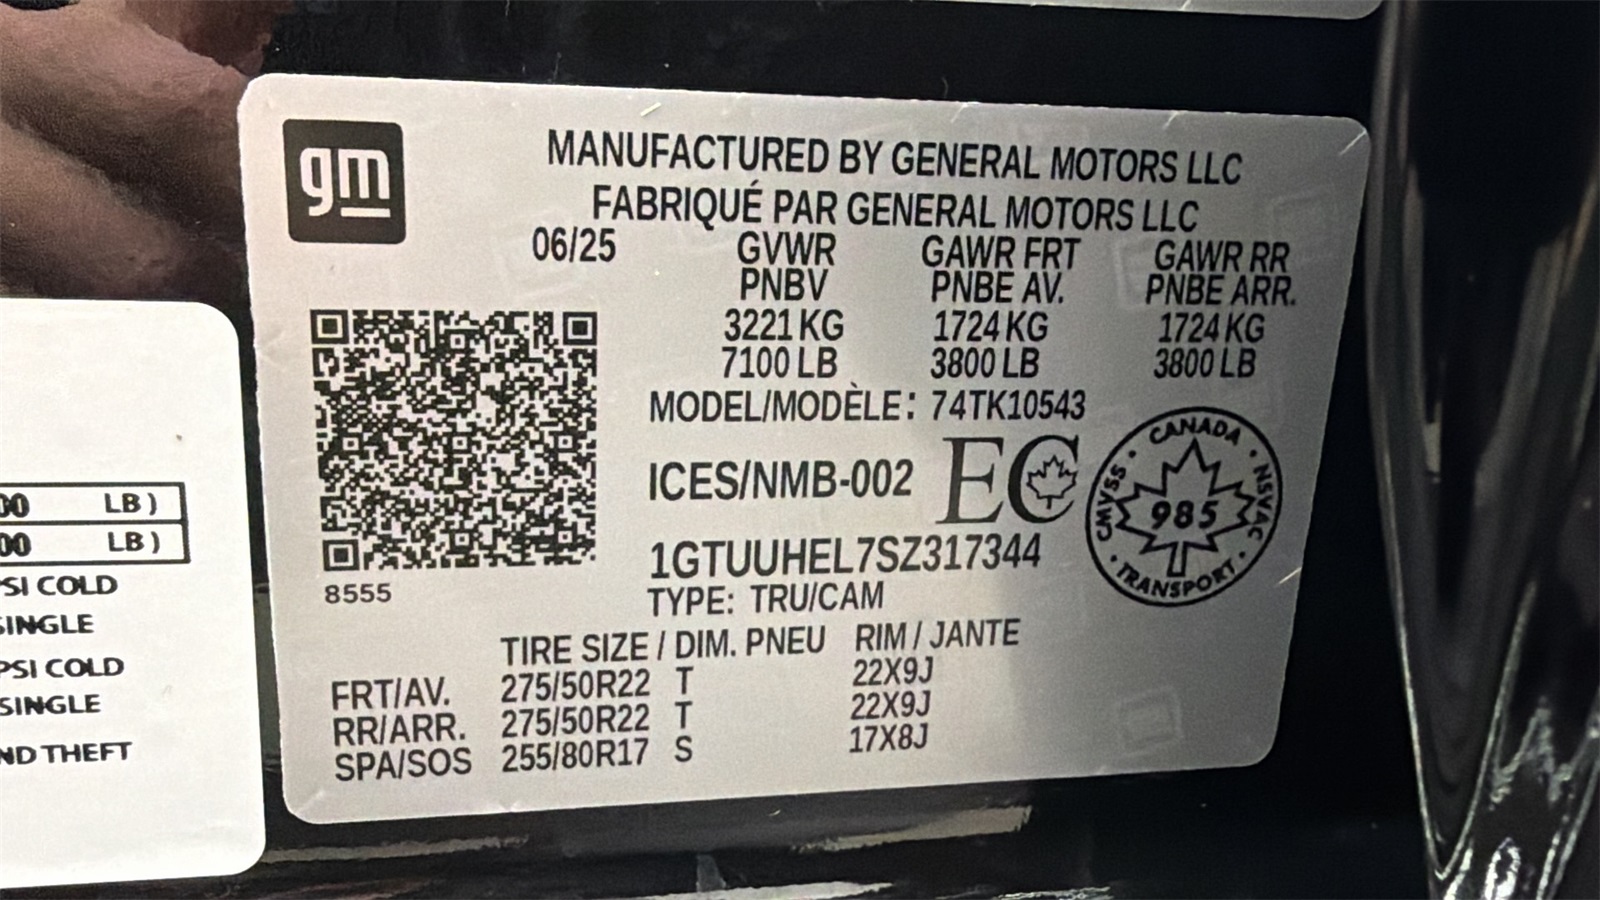 gm
MANUFACTURED BY GENERAL MOTORS LLC
FABRIQUÉ PAR GENERAL MOTORS LLC
06/25 GVWR GAWR FRT GAWR RR
PNBV PNBE AV. PNBE ARR.
3221 KG 1724 KG 1724 KG
7100 LB 3800 LB 3800 LB
MODEL/MODÈLE: 74TK10543
ICES/NMB-002 EC
CANADA
CMVSS 985 NSVAC
TRANSPORT
1GTUUHEL7SZ317344
8555
TYPE: TRU/CAM
TIRE SIZE / DIM. PNEU RIM / JANTE
FRT/AV. 275/50R22 T 22X9J
RR/ARR. 275/50R22 T 22X9J
SPA/SOS 255/80R17 S 17X8J
00 LB)
00 LB)
PSI COLD
SINGLE
PSI COLD
SINGLE
ND THEFT